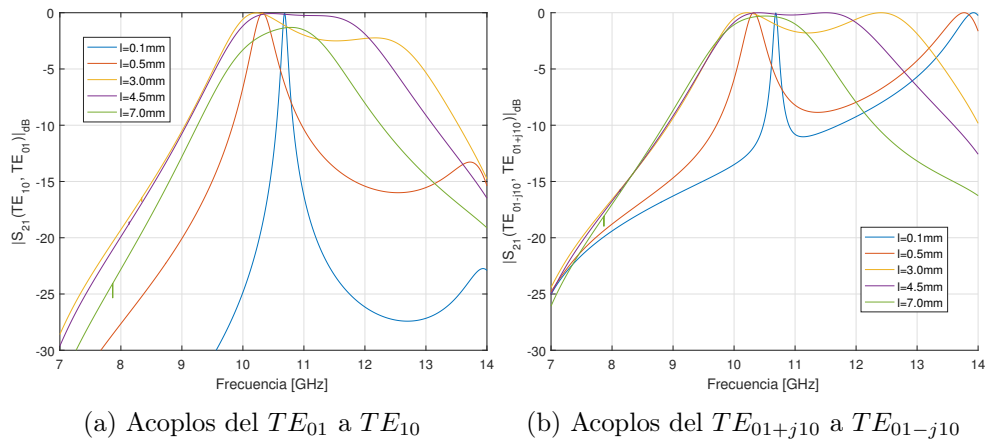 |S21(TE10, TE01)|dB
0
-5
-10
-15
-20
-25
-30
l=0.1mm
l=0.5mm
l=3.0mm
l=4.5mm
l=7.0mm
7 8 9 10 11 12 13 14
Frecuencia [GHz]
(a) Acoplos del TE01 a TE10
|S21(TE01-j10, TE01+j10)|dB
0
-5
-10
-15
-20
-25
-30
l=0.1mm
l=0.5mm
l=3.0mm
l=4.5mm
l=7.0mm
7 8 9 10 11 12 13 14
Frecuencia [GHz]
(b) Acoplos del TE01+j10 a TE01−j10